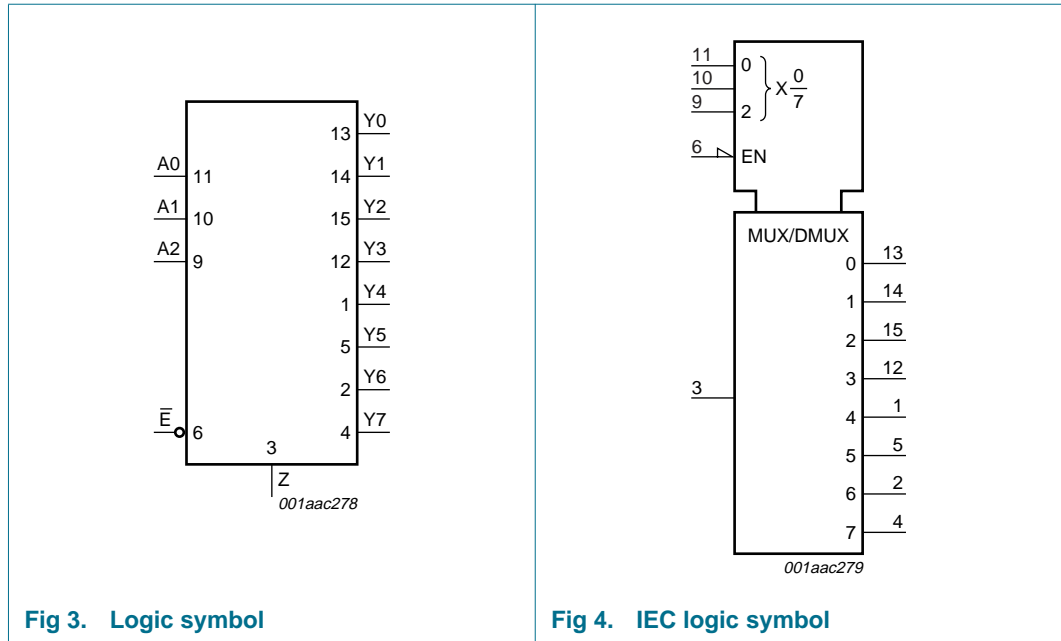 Y0
13
A0
Y1
11
14
A1
Y2
10
15
A2
Y3
9
12
Y4
1
Y5
5
Y6
2
E̅
Y7
6
4
3
Z
001aac278
Fig 3. Logic symbol
11
0
10
X 0/7
9
2
6
EN
MUX/DMUX
0
13
1
14
2
15
3
12
3
4
1
5
5
6
2
7
4
001aac279
Fig 4. IEC logic symbol